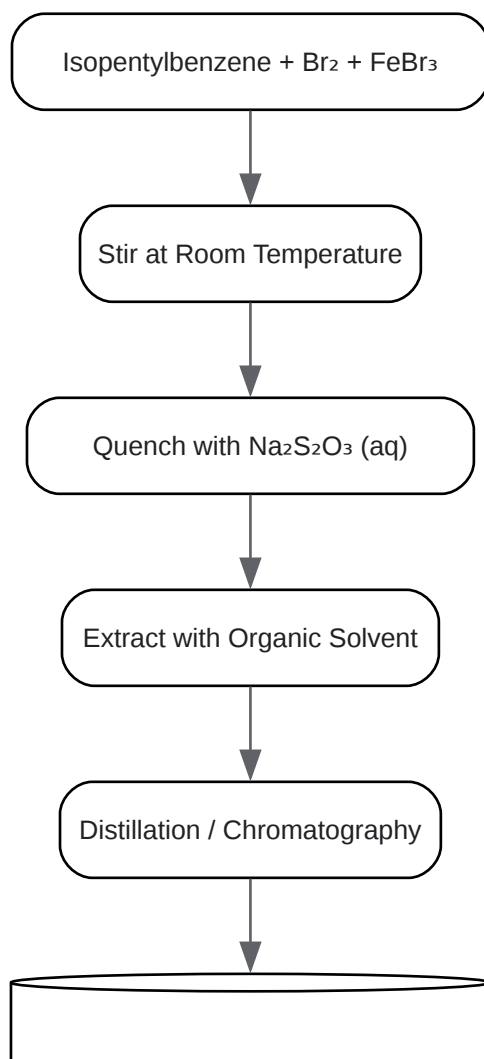 Isopentylbenzene + Br₂ + FeBr₃
Stir at Room Temperature
Quench with Na₂S₂O₃ (aq)
Extract with Organic Solvent
Distillation / Chromatography